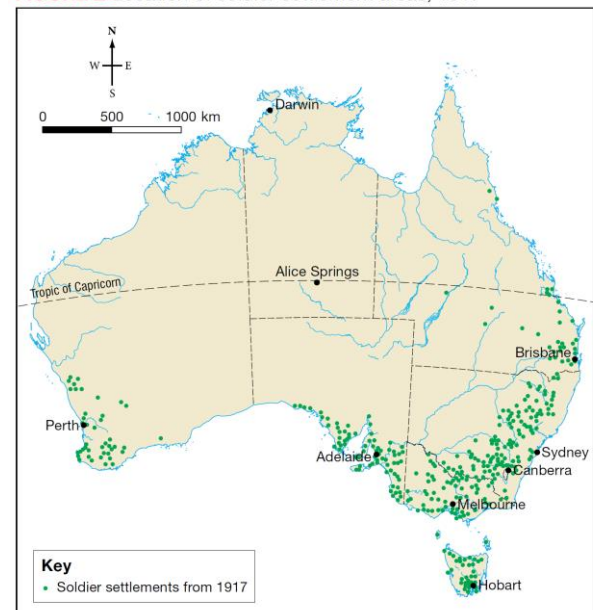 N
W E
S
0 500 1000 km
Darwin
Alice Springs
Tropic of Capricorn
Brisbane
Perth
Adelaide
Sydney
Canberra
Melbourne
Hobart
Key
Soldier settlements from 1917